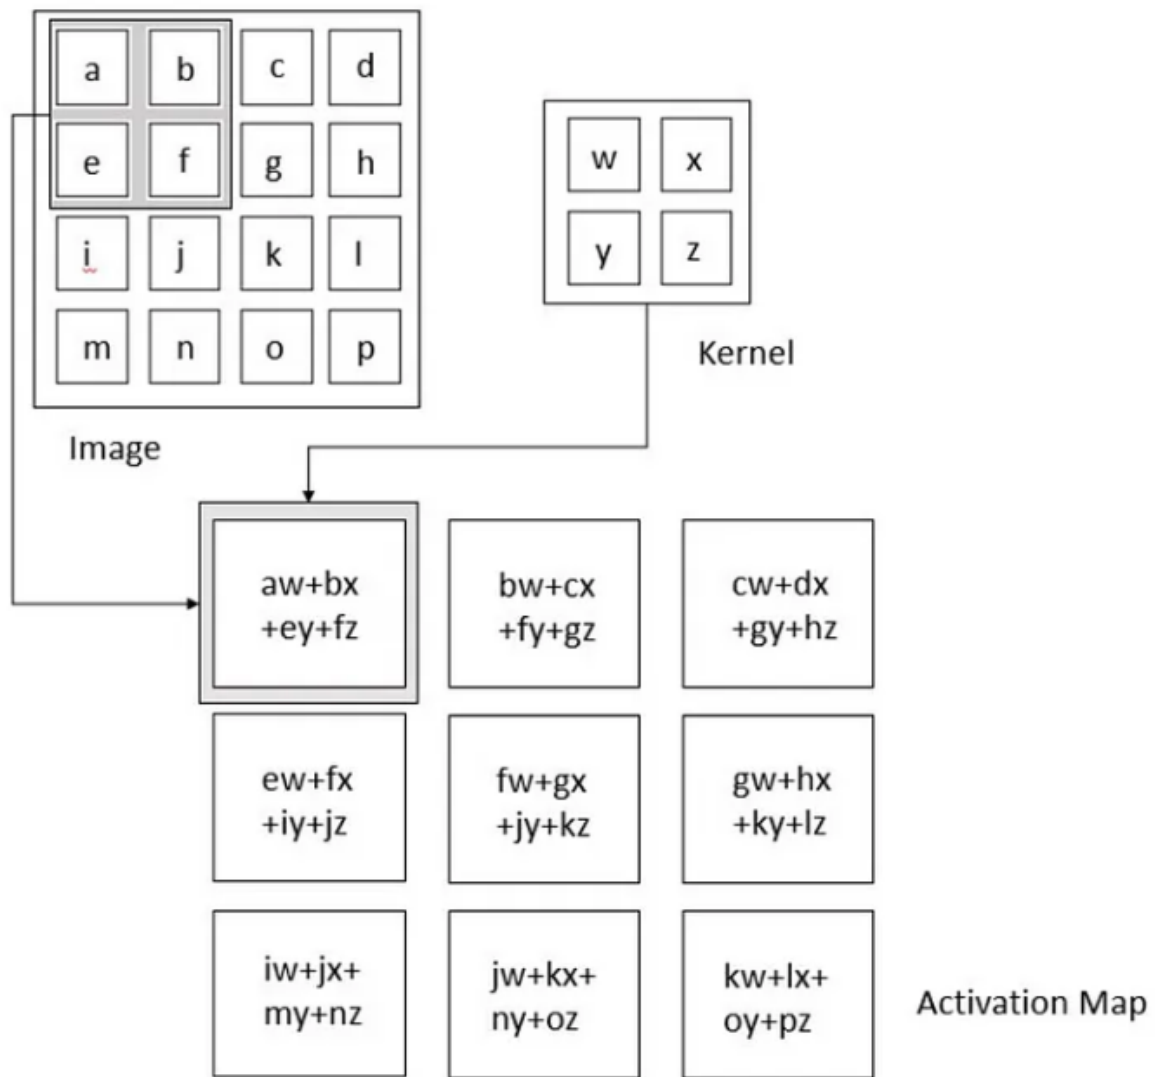 a b c d
w x
e f g h
y z
i j k l
m n o p
Kernel
Image
aw+bx
+ey+fz
bw+cx
+fy+gz
cw+dx
+gy+hz
ew+fx
+iy+jz
fw+gx
+jy+kz
gw+hx
+ky+lz
iw+jx+
my+nz
jw+kx+
ny+oz
kw+lx+
oy+pz
Activation Map